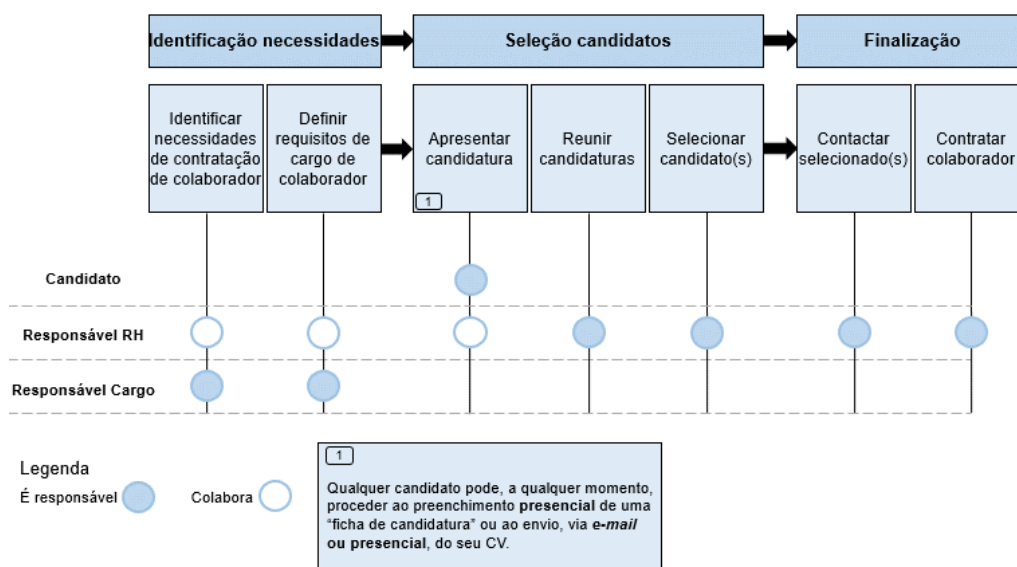 Identificação necessidades
Seleção candidatos
Finalização
Identificar
necessidades
de contratação
de colaborador
Definir
requisitos de
cargo de
colaborador
Apresentar
candidatura
1
Reunir
candidaturas
Selecionar
candidato(s)
Contactar
selecionado(s)
Contratar
colaborador
Candidato
Responsável RH
Responsável Cargo
Legenda
É responsável
Colabora
1
Qualquer candidato pode, a qualquer momento,
proceder ao preenchimento presencial de uma
“ficha de candidatura” ou ao envio, via e-mail
ou presencial, do seu CV.